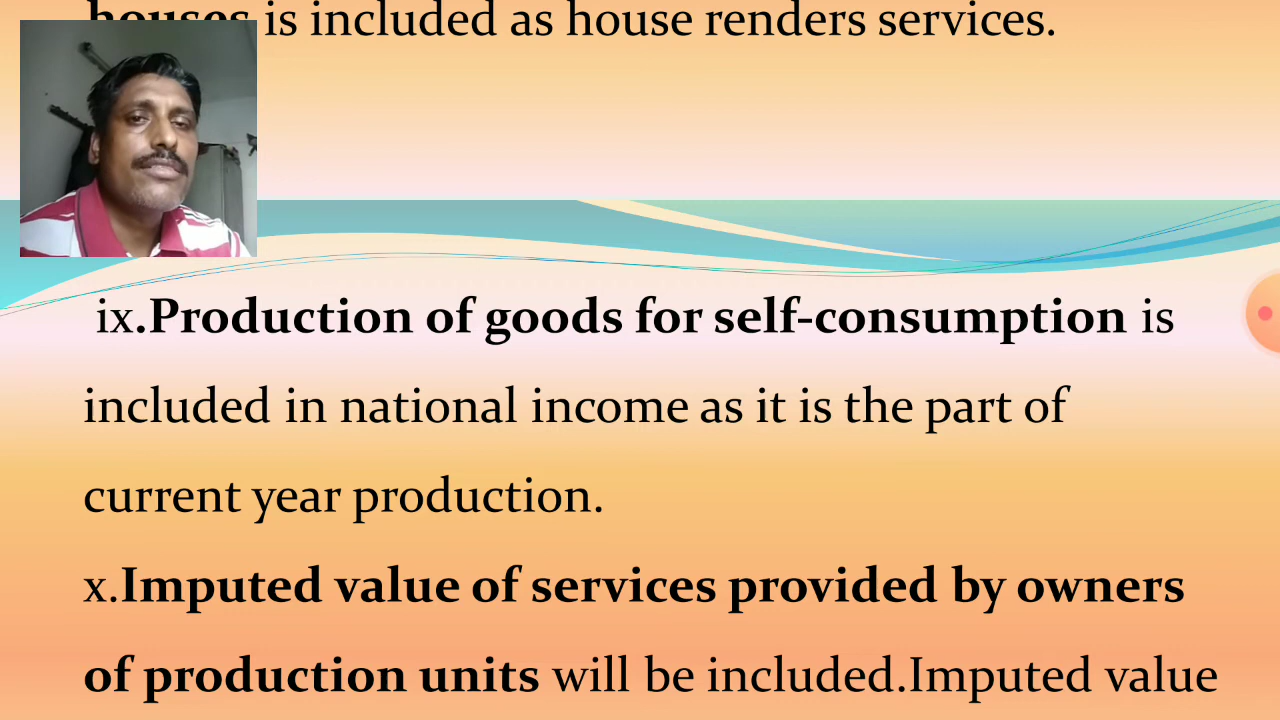 houses is included as house renders services.
ix.Production of goods for self-consumption is
included in national income as it is the part of
current year production.
x.Imputed value of services provided by owners
of production units will be included.Imputed value